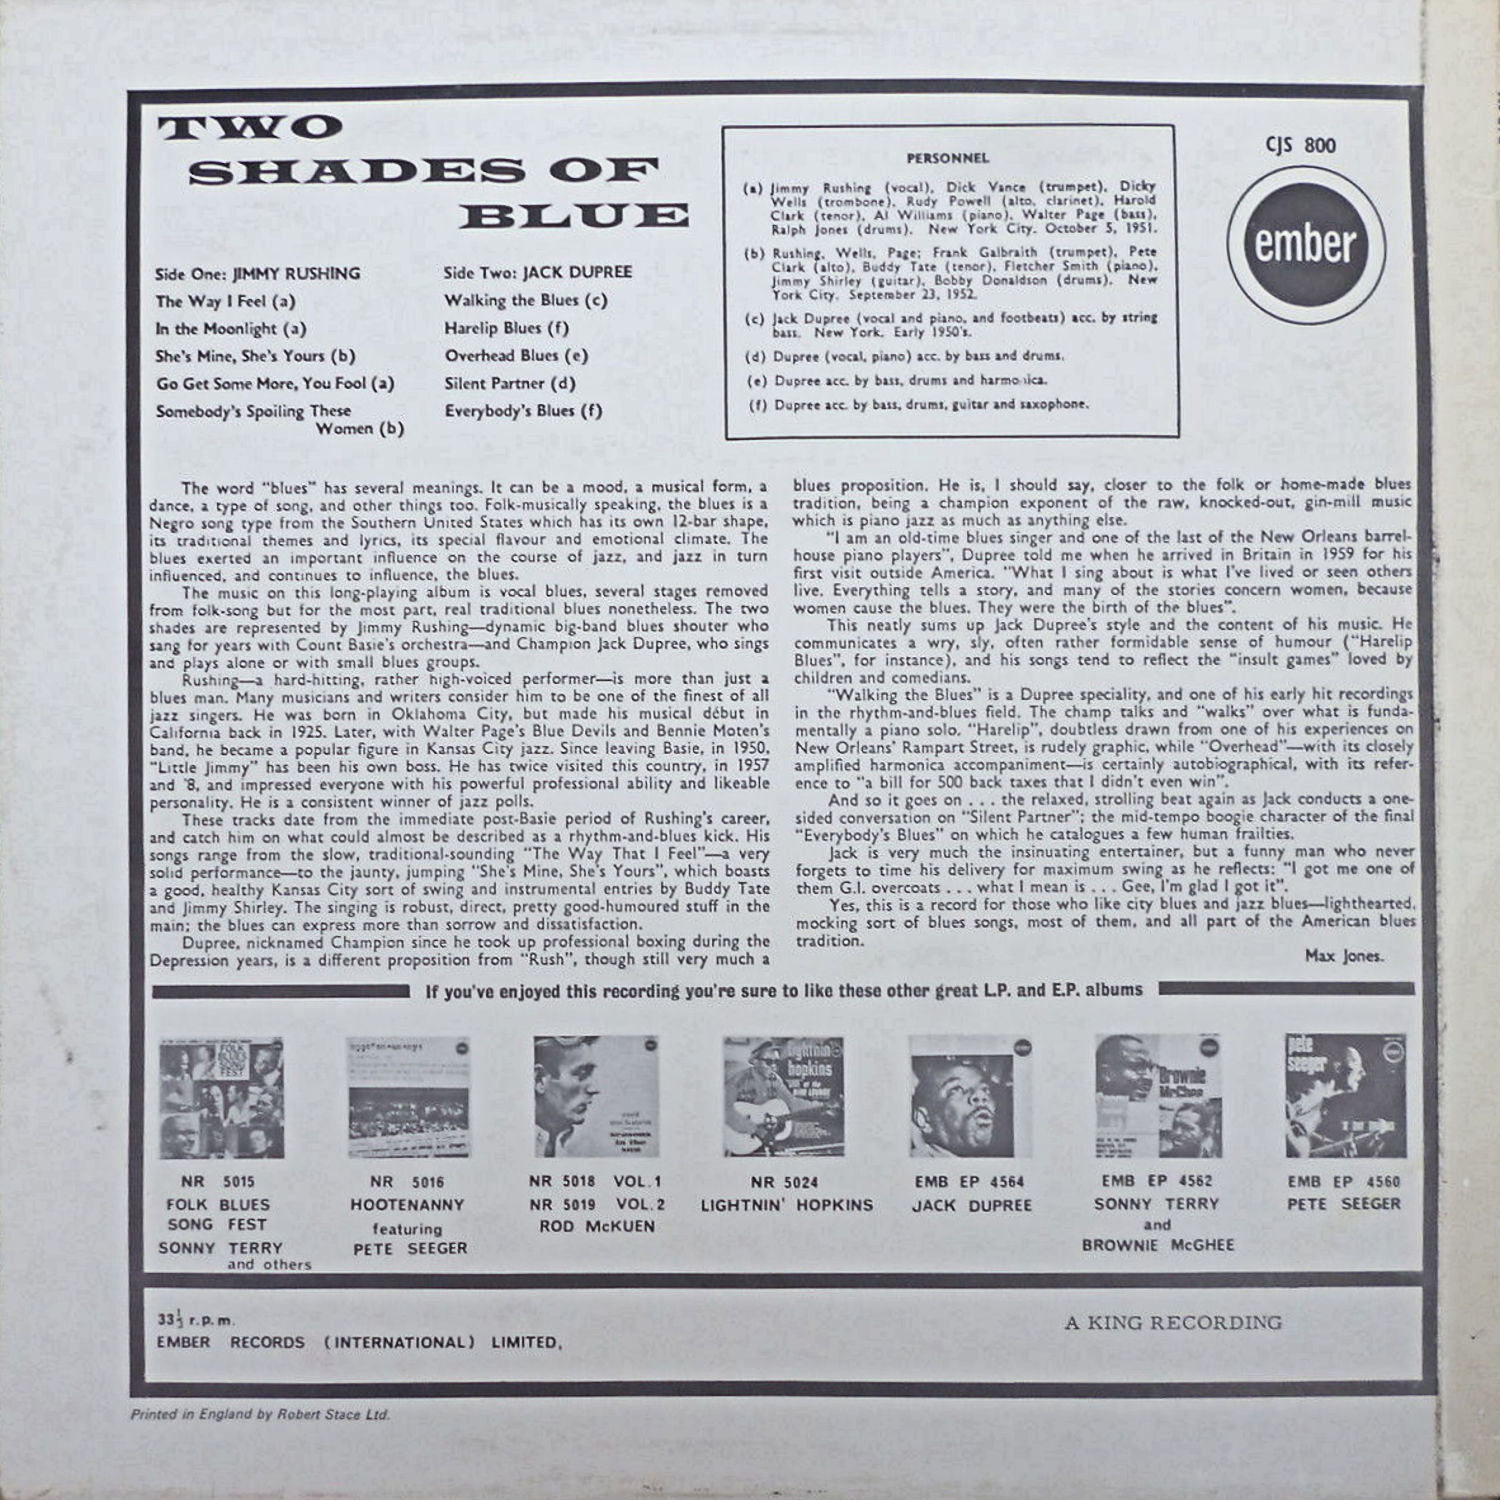 TWO
SHADES OF
BLUE
Side One: JIMMY RUSHING
The Way I Feel (a)
In the Moonlight (a)
She's Mine, She's Yours (b)
Go Get Some More, You Fool (a)
Somebody's Spoiling These
Women (b)
Side Two: JACK DUPREE
Walking the Blues (c)
Harelip Blues (f)
Overhead Blues (e)
Silent Partner (d)
Everybody's Blues (f)
PERSONNEL
(a) Jimmy Rushing (vocal), Dick Vance (trumpet), Dicky
Wells (trombone), Rudy Powell (alto, clarinet), Harold
Clark (tenor), Al Williams (piano), Walter Page (bass),
Ralph Jones (drums). New York City. October 5, 1951.
(b) Rushing, Wells, Page; Frank Galbraith (trumpet), Pete
Clark (alto), Buddy Tate (tenor), Fletcher Smith (piano),
Jimmy Shirley (guitar), Bobby Donaldson (drums). New
York City. September 23, 1952.
(c) Jack Dupree (vocal and piano, and footbeats) acc. by string
bass. New York. Early 1950's.
(d) Dupree (vocal, piano) acc. by bass and drums.
(e) Dupree acc. by bass, drums and harmonica.
(f) Dupree acc. by bass, drums, guitar and saxophone.
CJS 800
ember
The word "blues" has several meanings. It can be a mood, a musical form, a
dance, a type of song, and other things too. Folk-musically speaking, the blues is a
Negro song type from the Southern United States which has its own 12-bar shape,
its traditional themes and lyrics, its special flavour and emotional climate. The
blues exerted an important influence on the course of jazz, and jazz in turn
influenced, and continues to influence, the blues.
The music on this long-playing album is vocal blues, several stages removed
from folk-song but for the most part, real traditional blues nonetheless. The two
shades are represented by Jimmy Rushing—dynamic big-band blues shouter who
sang for years with Count Basie's orchestra—and Champion Jack Dupree, who sings
and plays alone or with small blues groups.
Rushing—a hard-hitting, rather high-voiced performer—is more than just a
blues man. Many musicians and writers consider him to be one of the finest of all
jazz singers. He was born in Oklahoma City, but made his musical début in
California back in 1925. Later, with Walter Page's Blue Devils and Bennie Moten's
band, he became a popular figure in Kansas City jazz. Since leaving Basie, in 1950,
"Little Jimmy" has been his own boss. He has twice visited this country, in 1957
and '8, and impressed everyone with his powerful professional ability and likeable
personality. He is a consistent winner of jazz polls.
These tracks date from the immediate post-Basie period of Rushing's career,
and catch him on what could almost be described as a rhythm-and-blues kick. His
songs range from the slow, traditional-sounding "The Way That I Feel"—a very
solid performance—to the jaunty, jumping "She's Mine, She's Yours", which boasts
a good, healthy Kansas City sort of swing and instrumental entries by Buddy Tate
and Jimmy Shirley. The singing is robust, direct, pretty good-humoured stuff in the
main; the blues can express more than sorrow and dissatisfaction.
Dupree, nicknamed Champion since he took up professional boxing during the
Depression years, is a different proposition from "Rush", though still very much a
blues proposition. He is, I should say, closer to the folk or home-made blues
tradition, being a champion exponent of the raw, knocked-out, gin-mill music
which is piano jazz as much as anything else.
"I am an old-time blues singer and one of the last of the New Orleans barrel-
house piano players", Dupree told me when he arrived in Britain in 1959 for his
first visit outside America. "What I sing about is what I've lived or seen others
live. Everything tells a story, and many of the stories concern women, because
women cause the blues. They were the birth of the blues".
This neatly sums up Jack Dupree's style and the content of his music. He
communicates a wry, sly, often rather formidable sense of humour ("Harelip
Blues", for instance), and his songs tend to reflect the "insult games" loved by
children and comedians.
"Walking the Blues" is a Dupree speciality, and one of his early hit recordings
in the rhythm-and-blues field. The champ talks and "walks" over what is funda-
mentally a piano solo. "Harelip", doubtless drawn from one of his experiences on
New Orleans' Rampart Street, is rudely graphic, while "Overhead"—with its closely
amplified harmonica accompaniment—is certainly autobiographical, with its refer-
ence to "a bill for 500 back taxes that I didn't even win".
And so it goes on . . . the relaxed, strolling beat again as Jack conducts a one-
sided conversation on "Silent Partner"; the mid-tempo boogie character of the final
"Everybody's Blues" on which he catalogues a few human frailties.
Jack is very much the insinuating entertainer, but a funny man who never
forgets to time his delivery for maximum swing as he reflects: "I got me one of
them G.I. overcoats . . . what I mean is . . . Gee, I'm glad I got it".
Yes, this is a record for those who like city blues and jazz blues—lighthearted,
mocking sort of blues songs, most of them, and all part of the American blues
tradition.
Max Jones.
If you've enjoyed this recording you're sure to like these other great L.P. and E.P. albums
FOLK
BLUES
SONG
FEST
lightnin'
hopkins
Brownie
McGhee
pete
seeger
NR 5015
FOLK BLUES
SONG FEST
SONNY TERRY
and others
NR 5016
HOOTENANNY
featuring
PETE SEEGER
NR 5018 VOL.1
NR 5019 VOL.2
ROD McKUEN
NR 5024
LIGHTNIN' HOPKINS
EMB EP 4564
JACK DUPREE
EMB EP 4562
SONNY TERRY
and
BROWNIE McGHEE
EMB EP 4560
PETE SEEGER
33⅓ r.p.m.
EMBER RECORDS (INTERNATIONAL) LIMITED,
A KING RECORDING
Printed in England by Robert Stace Ltd.